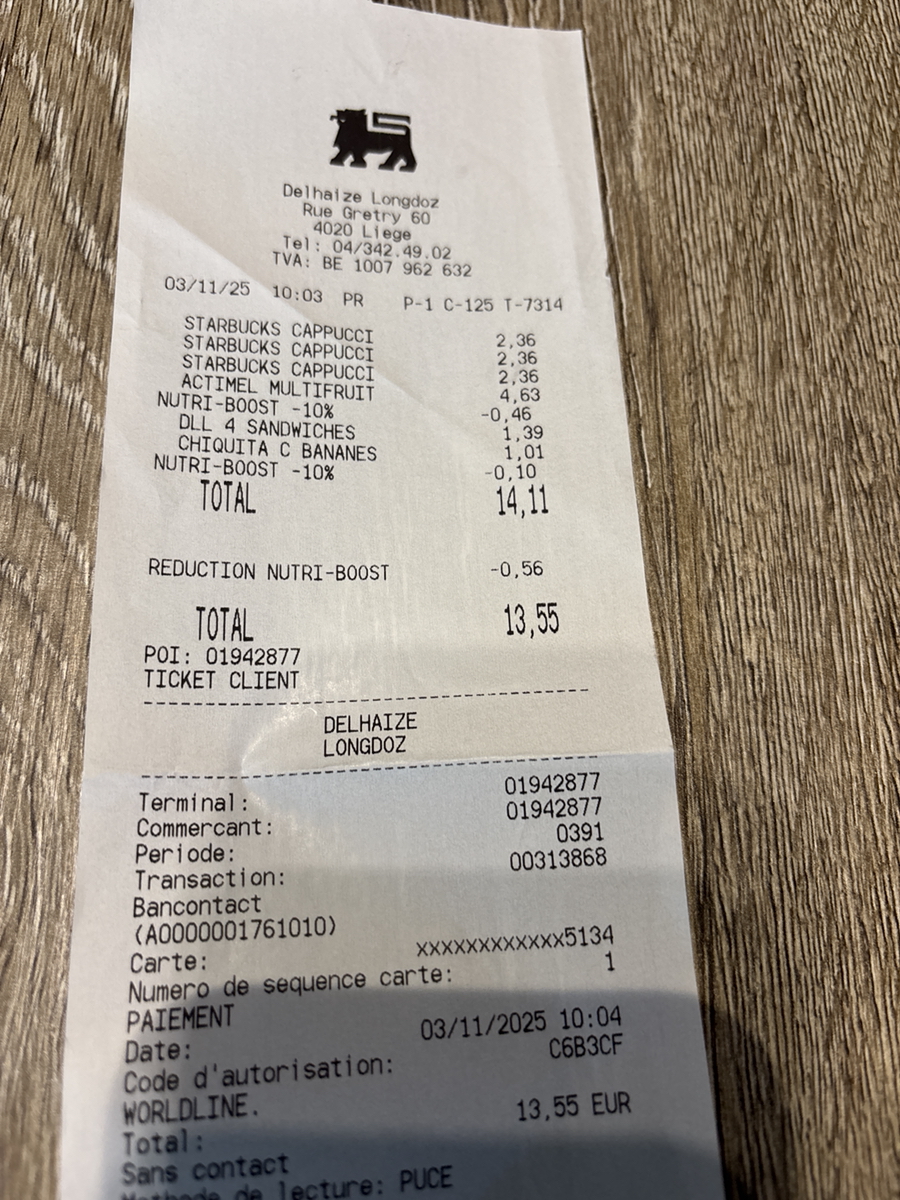 Delhaize Longdoz
Rue Gretry 60
4020 Liege
Tel: 04/342.49.02
TVA: BE 1007 962 632
03/11/25 10:03 PR P-1 C-125 T-7314
STARBUCKS CAPPUCCI 2,36
STARBUCKS CAPPUCCI 2,36
STARBUCKS CAPPUCCI 2,36
ACTIMEL MULTIFRUIT 4,63
NUTRI-BOOST -10% -0,46
DLL 4 SANDWICHES 1,39
CHIQUITA C BANANES 1,01
NUTRI-BOOST -10% -0,10
TOTAL 14,11
REDUCTION NUTRI-BOOST -0,56
TOTAL 13,55
POI: 01942877
TICKET CLIENT
DELHAIZE
LONGDOZ
Terminal: 01942877
Commercant: 01942877
Periode: 0391
Transaction: 00313868
Bancontact
(A0000001761010)
Carte: xxxxxxxxxxxx5134
Numero de sequence carte: 1
PAIEMENT
Date: 03/11/2025 10:04
Code d'autorisation: C6B3CF
WORLDLINE.
Total: 13,55 EUR
Sans contact
Methode de lecture: PUCE